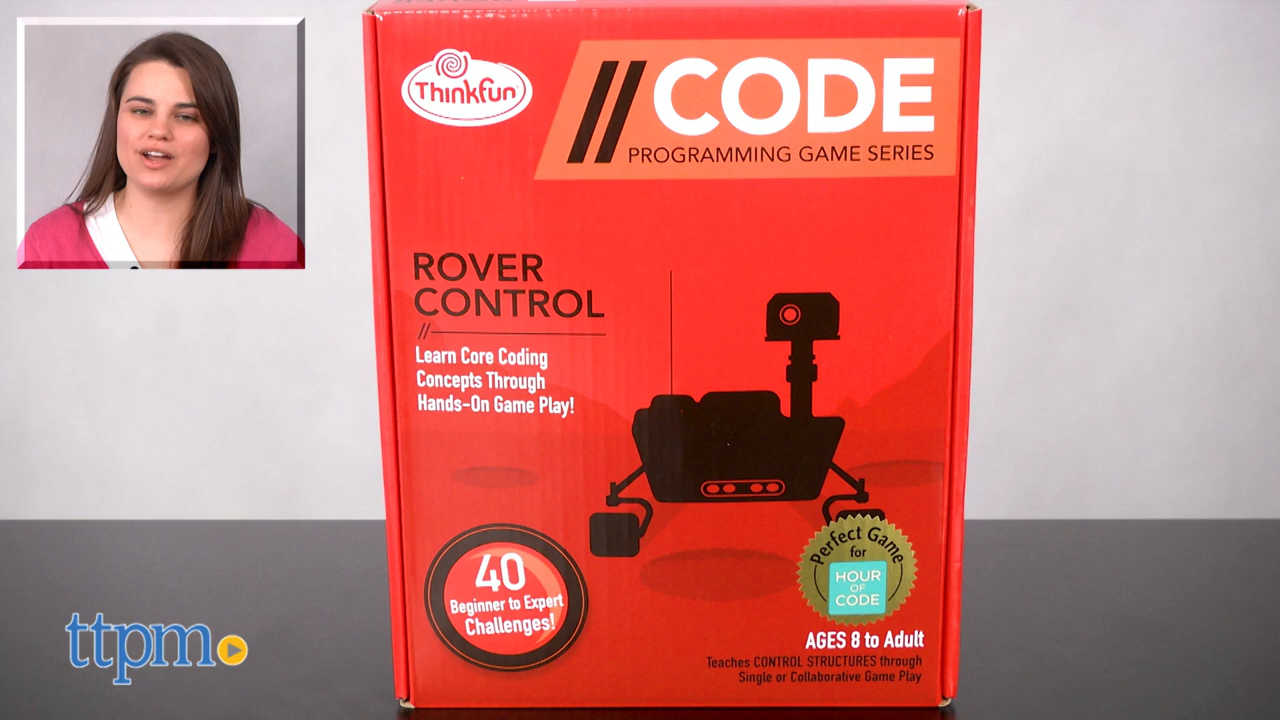 ThinkFun
//CODE
PROGRAMMING GAME SERIES
ROVER
CONTROL
//
Learn Core Coding
Concepts Through
Hands-On Game Play!
40
Beginner to Expert
Challenges!
Perfect Game
for
HOUR
OF
CODE
AGES 8 to Adult
Teaches CONTROL STRUCTURES through
Single or Collaborative Game Play
ttpm